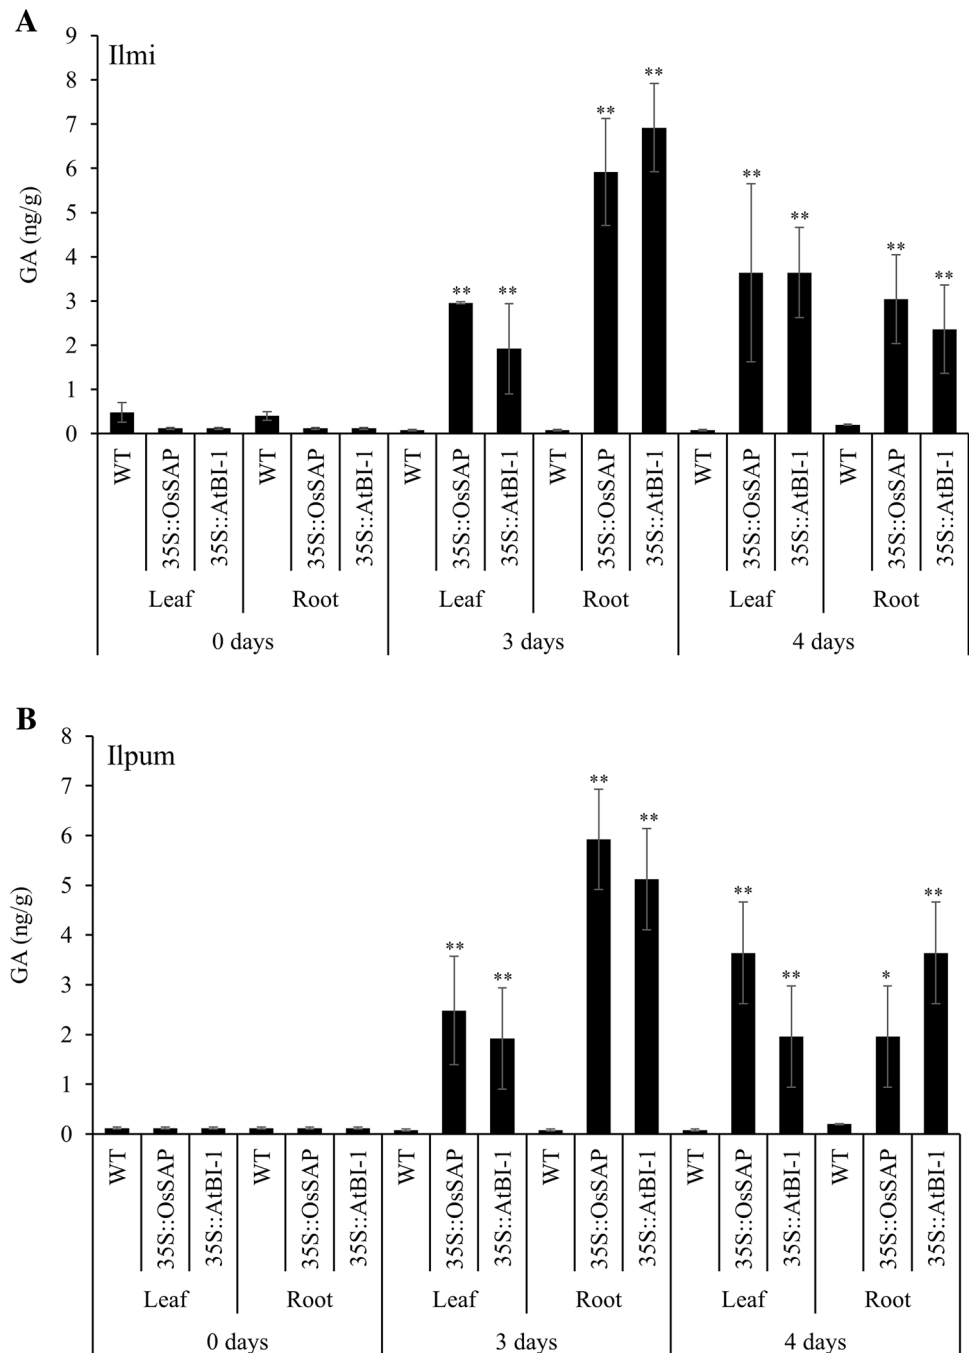 A
Ilmi
GA (ng/g)
9
8
7
6
5
4
3
2
1
0
** ** ** ** ** ** ** **
WT 35S::OsSAP 35S::AtBI-1 WT 35S::OsSAP 35S::AtBI-1 WT 35S::OsSAP 35S::AtBI-1 WT 35S::OsSAP 35S::AtBI-1 WT 35S::OsSAP 35S::AtBI-1 WT 35S::OsSAP 35S::AtBI-1
Leaf Root Leaf Root Leaf Root
0 days 3 days 4 days
B
Ilpum
GA (ng/g)
8
7
6
5
4
3
2
1
0
** ** ** ** ** ** * **
WT 35S::OsSAP 35S::AtBI-1 WT 35S::OsSAP 35S::AtBI-1 WT 35S::OsSAP 35S::AtBI-1 WT 35S::OsSAP 35S::AtBI-1 WT 35S::OsSAP 35S::AtBI-1 WT 35S::OsSAP 35S::AtBI-1
Leaf Root Leaf Root Leaf Root
0 days 3 days 4 days